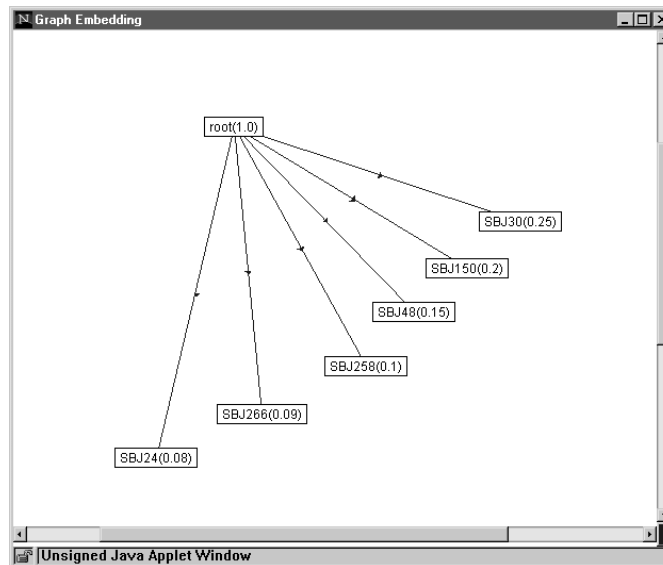 Graph Embedding
root(1.0)
SBJ30(0.25)
SBJ150(0.2)
SBJ48(0.15)
SBJ258(0.1)
SBJ266(0.09)
SBJ24(0.08)
Unsigned Java Applet Window